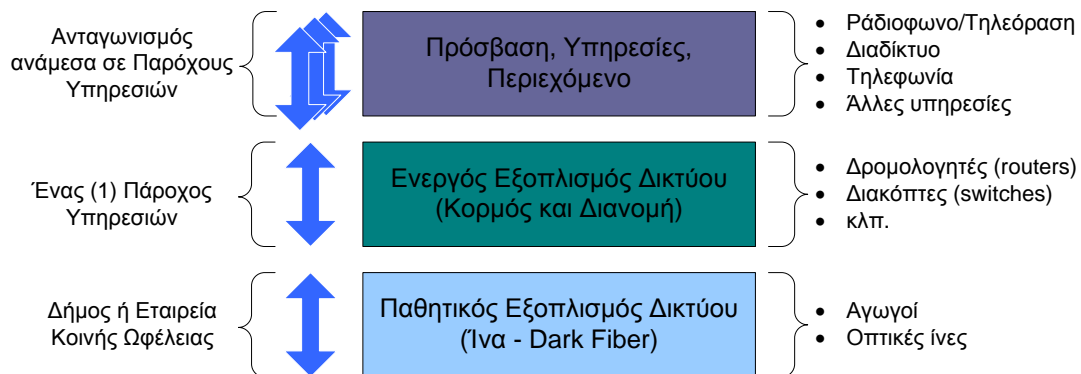 Ανταγωνισμός
ανάμεσα σε Παρόχους
Υπηρεσιών
Πρόσβαση, Υπηρεσίες,
Περιεχόμενο
• Ράδιοφωνο/Τηλεόραση
• Διαδίκτυο
• Τηλεφωνία
• Άλλες υπηρεσίες
Ένας (1) Πάροχος
Υπηρεσιών
Ενεργός Εξοπλισμός Δικτύου
(Κορμός και Διανομή)
• Δρομολογητές (routers)
• Διακόπτες (switches)
• κλπ.
Δήμος ή Εταιρεία
Κοινής Ωφέλειας
Παθητικός Εξοπλισμός Δικτύου
(Ίνα - Dark Fiber)
• Αγωγοί
• Οπτικές ίνες